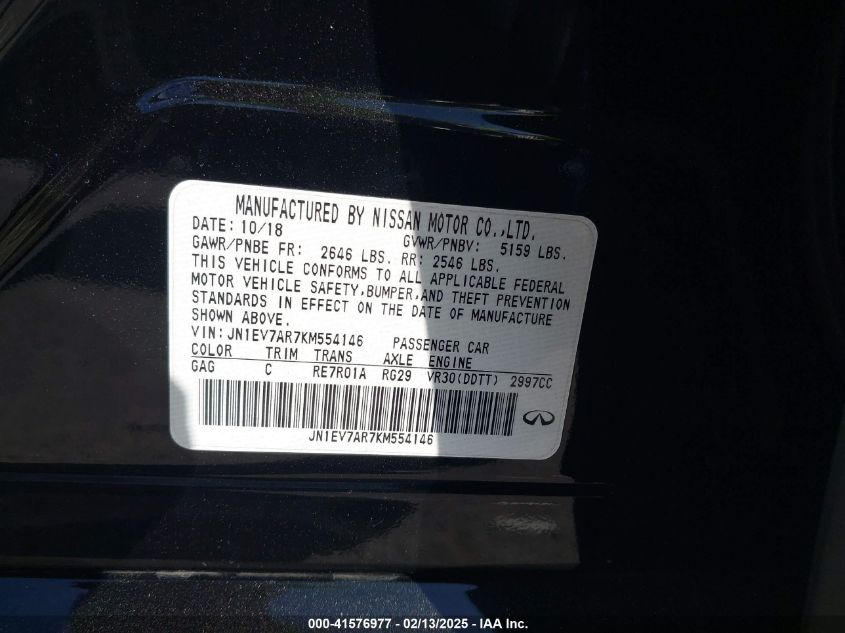 MANUFACTURED BY NISSAN MOTOR CO.,LTD.
DATE: 10/18 GVWR/PNBV: 5159 LBS.
GAWR/PNBE FR: 2646 LBS. RR: 2546 LBS.
THIS VEHICLE CONFORMS TO ALL APPLICABLE FEDERAL
MOTOR VEHICLE SAFETY,BUMPER,AND THEFT PREVENTION
STANDARDS IN EFFECT ON THE DATE OF MANUFACTURE
SHOWN ABOVE.
VIN:JN1EV7AR7KM554146 PASSENGER CAR
COLOR TRIM TRANS AXLE ENGINE
GAG C RE7R01A RG29 VR30(DDTT) 2997CC
JN1EV7AR7KM554146
000-41576977 - 02/13/2025 - IAAI Inc.